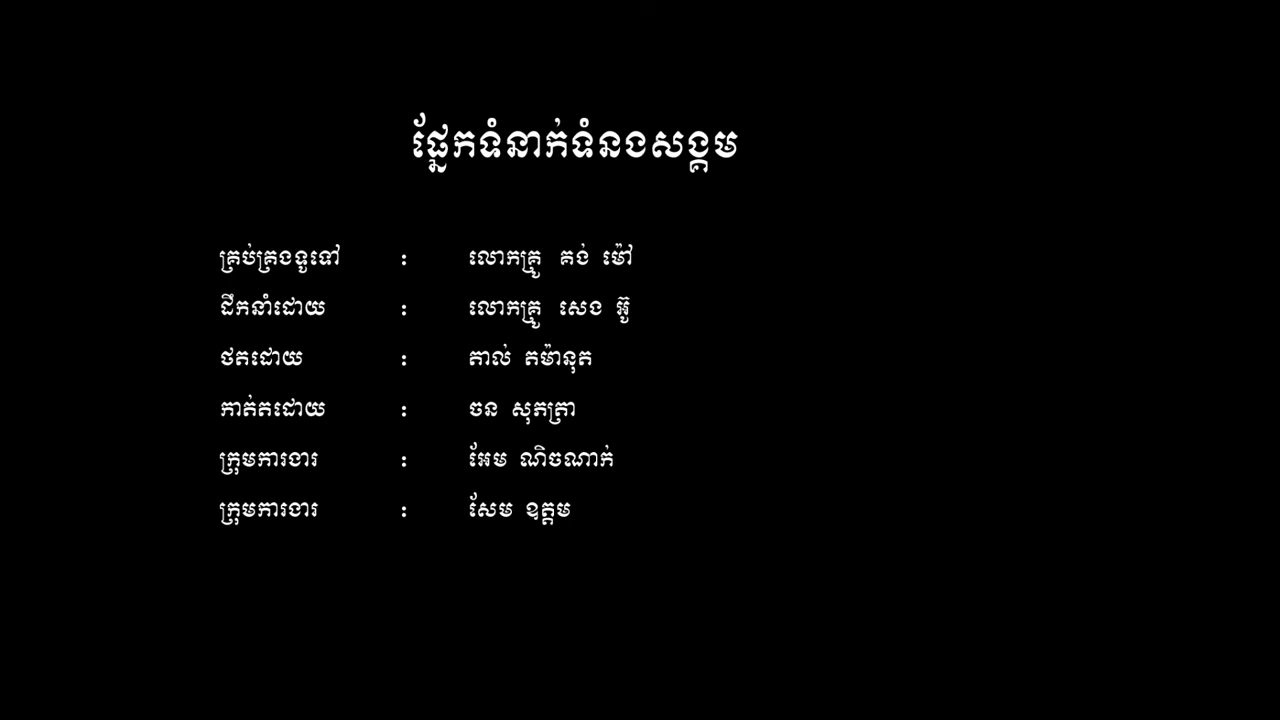 ផ្នែកទំនាក់ទំនងសង្គម
គ្រប់គ្រងទូទៅ : លោកគ្រូ គង់ ម៉ៅ
ដឹកនាំដោយ : លោកគ្រូ សេង អ៊ូ
ថតដោយ : តាល់ តម៉ានុត
កាត់តដោយ : ចន សុភត្រា
ក្រុមការងារ : អែម ណិចណាក់
ក្រុមការងារ : សែម ឧត្តម